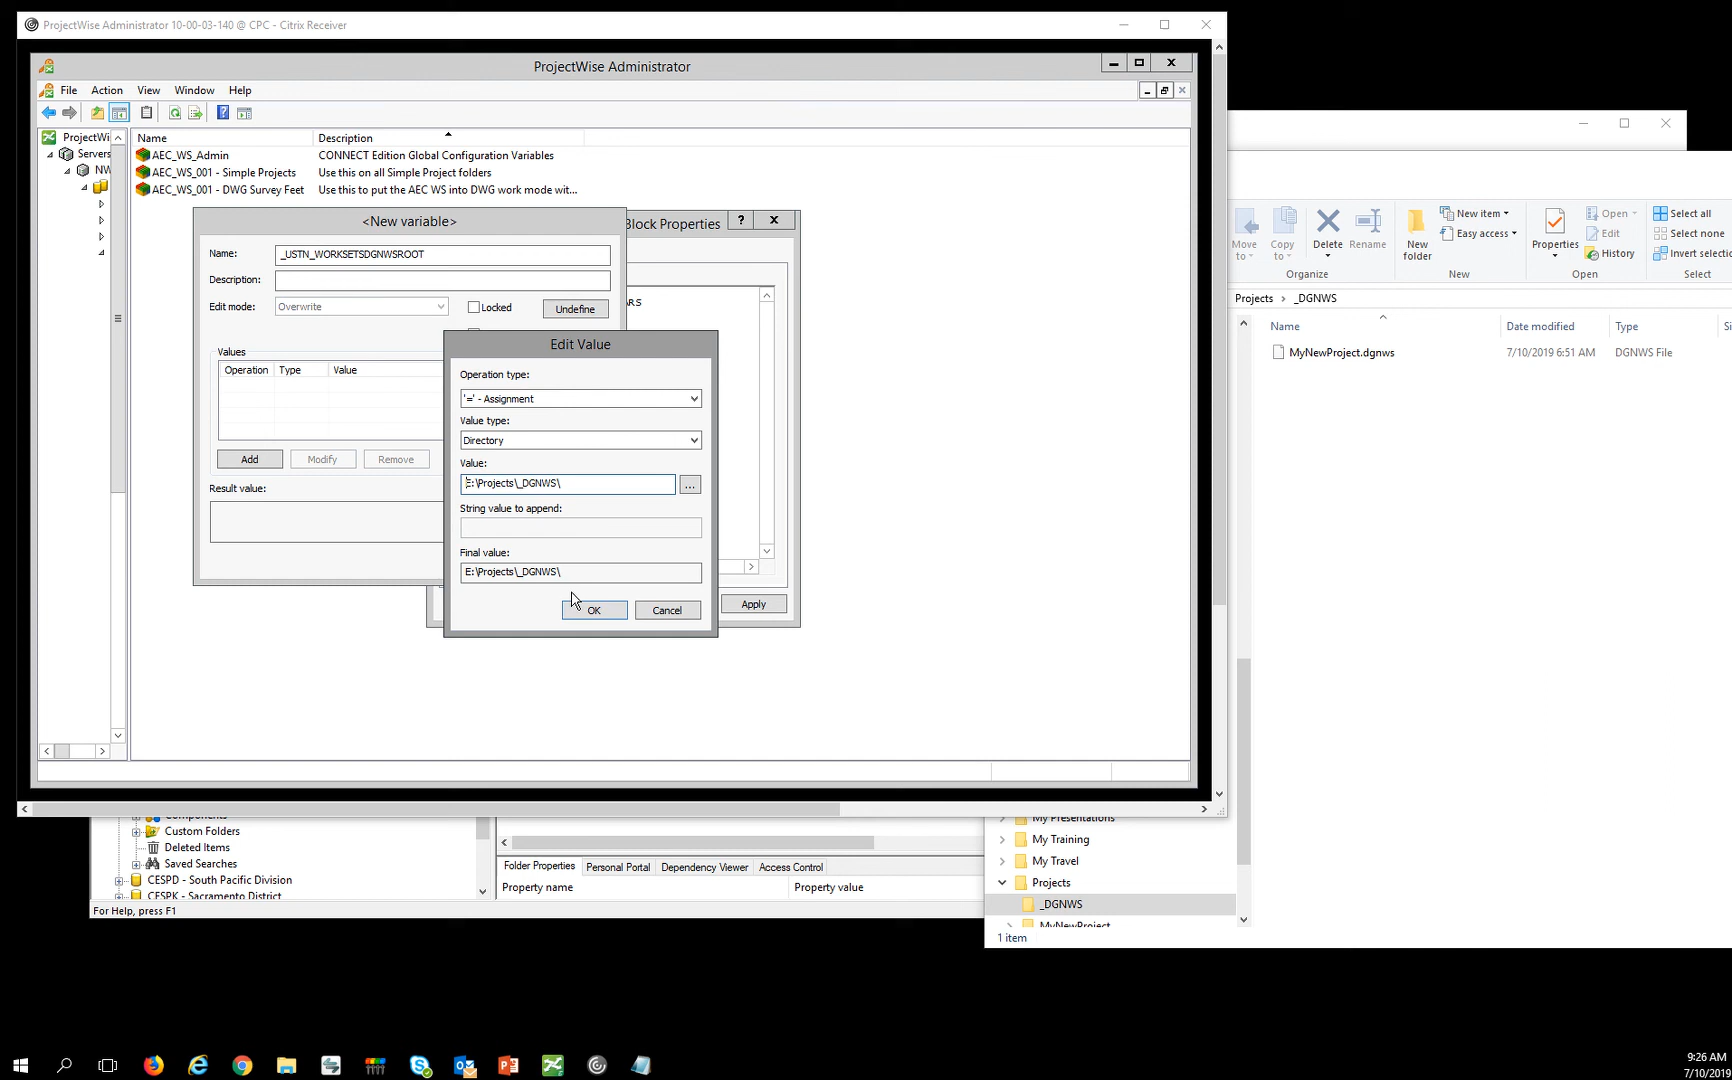 ProjectWise Administrator 10-00-03-140 @ CPC - Citrix Receiver
ProjectWise Administrator
File Action View Window Help
ProjectWi
Servers
NW
Name Description
AEC_WS_Admin CONNECT Edition Global Configuration Variables
AEC_WS_001 - Simple Projects Use this on all Simple Project folders
AEC_WS_001 - DWG Survey Feet Use this to put the AEC WS into DWG work mode wit...
<New variable>
Block Properties ?
Name: _USTN_WORKSETSDGNWSROOT
Description:
Edit mode: Overwrite Locked Undefine
ARS
Values
Operation Type Value
Add Modify Remove
Result value:
Edit Value
Operation type:
'=' - Assignment
Value type:
Directory
Value:
E:\Projects\_DGNWS\ ...
String value to append:
Final value:
E:\Projects\_DGNWS\
OK Cancel
Apply
Move to Copy to Delete Rename New folder Properties
New item
Easy access
Open
Edit
History
Select all
Select none
Invert selectio
Organize New Open Select
Projects > _DGNWS
Name Date modified Type Si
MyNewProject.dgnws 7/10/2019 6:51 AM DGNWS File
Components
Custom Folders
Deleted Items
Saved Searches
CESPD - South Pacific Division
CESPK - Sacramento District
For Help, press F1
Folder Properties Personal Portal Dependency Viewer Access Control
Property name Property value
My Presentations
My Training
My Travel
Projects
_DGNWS
MyNewProject
1 item
9:26 AM
7/10/2019